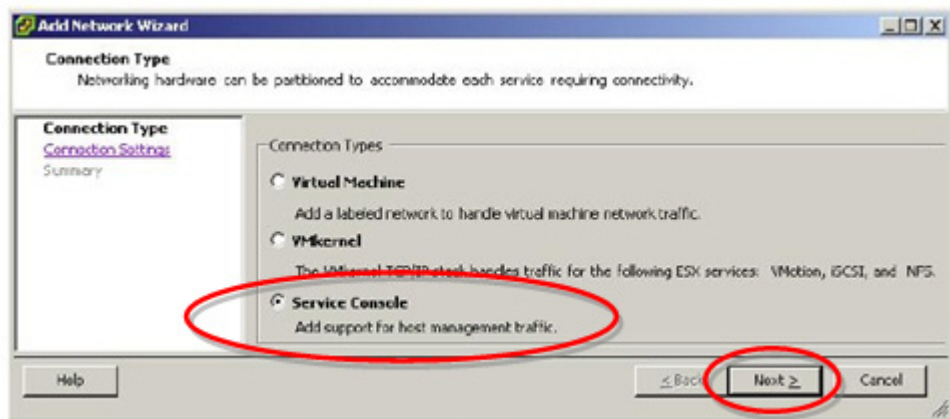 Add Network Wizard
Connection Type
Networking hardware can be partitioned to accommodate each service requiring connectivity.
Connection Type
Connection Settings
Summary
Connection Types
Virtual Machine
Add a labeled network to handle virtual machine network traffic.
VMkernel
The VMkernel TCP/IP stack handles traffic for the following ESX services: VMotion, iSCSI, and NFS.
Service Console
Add support for host management traffic.
Help
< Back
Next >
Cancel